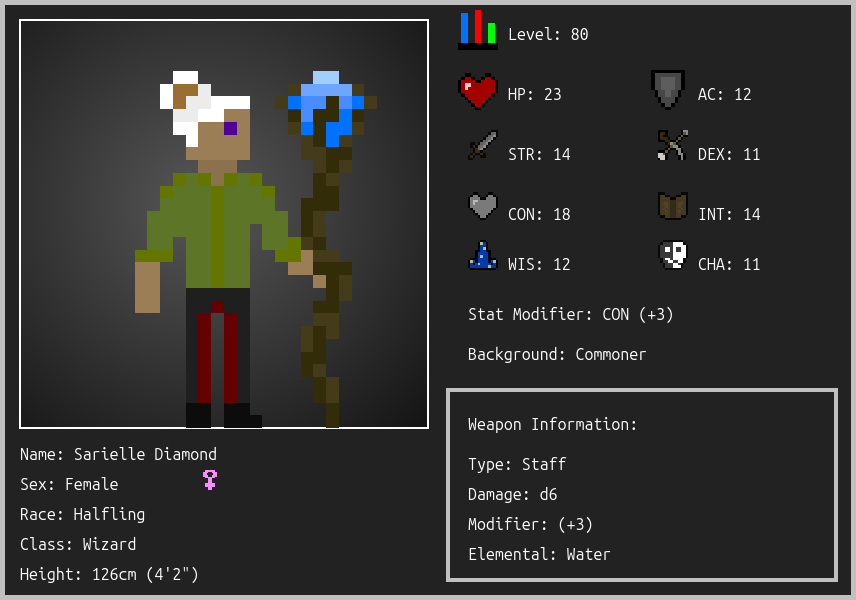 Level: 80
HP: 23
AC: 12
STR: 14
DEX: 11
CON: 18
INT: 14
WIS: 12
CHA: 11
Stat Modifier: CON (+3)
Background: Commoner
Weapon Information:
Type: Staff
Damage: d6
Modifier: (+3)
Elemental: Water
Name: Sarielle Diamond
Sex: Female
Race: Halfling
Class: Wizard
Height: 126cm (4'2")